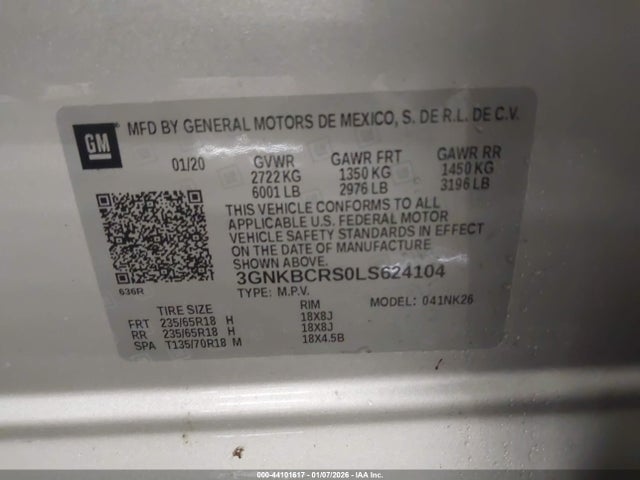 GM
MFD BY GENERAL MOTORS DE MEXICO, S. DE R.L. DE C.V.
01/20 GVWR GAWR FRT GAWR RR
2722 KG 1350 KG 1450 KG
6001 LB 2976 LB 3196 LB
THIS VEHICLE CONFORMS TO ALL
APPLICABLE U.S. FEDERAL MOTOR
VEHICLE SAFETY STANDARDS IN EFFECT
ON THE DATE OF MANUFACTURE
SHOWN ABOVE.
3GNKBCRS0LS624104
636R
TYPE: M.P.V. MODEL: 041NK26
TIRE SIZE RIM
FRT 235/65R18 H 18X8J
RR 235/65R18 H 18X8J
SPA T135/70R18 M 18X4.5B
000-44101617 - 01/07/2026 - IAA Inc.